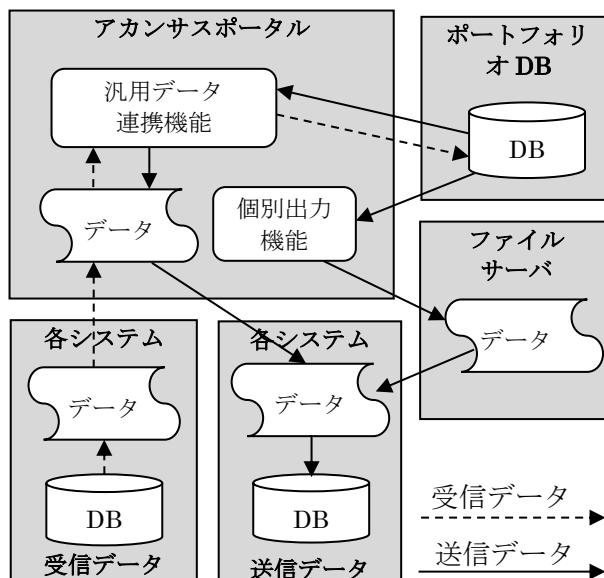 アカンサスポータル
汎用データ
連携機能
データ
個別出力
機能
ポートフォリ
オ DB
DB
ファイル
サーバ
データ
各システム
データ
DB
受信データ
各システム
データ
DB
送信データ
受信データ
送信データ